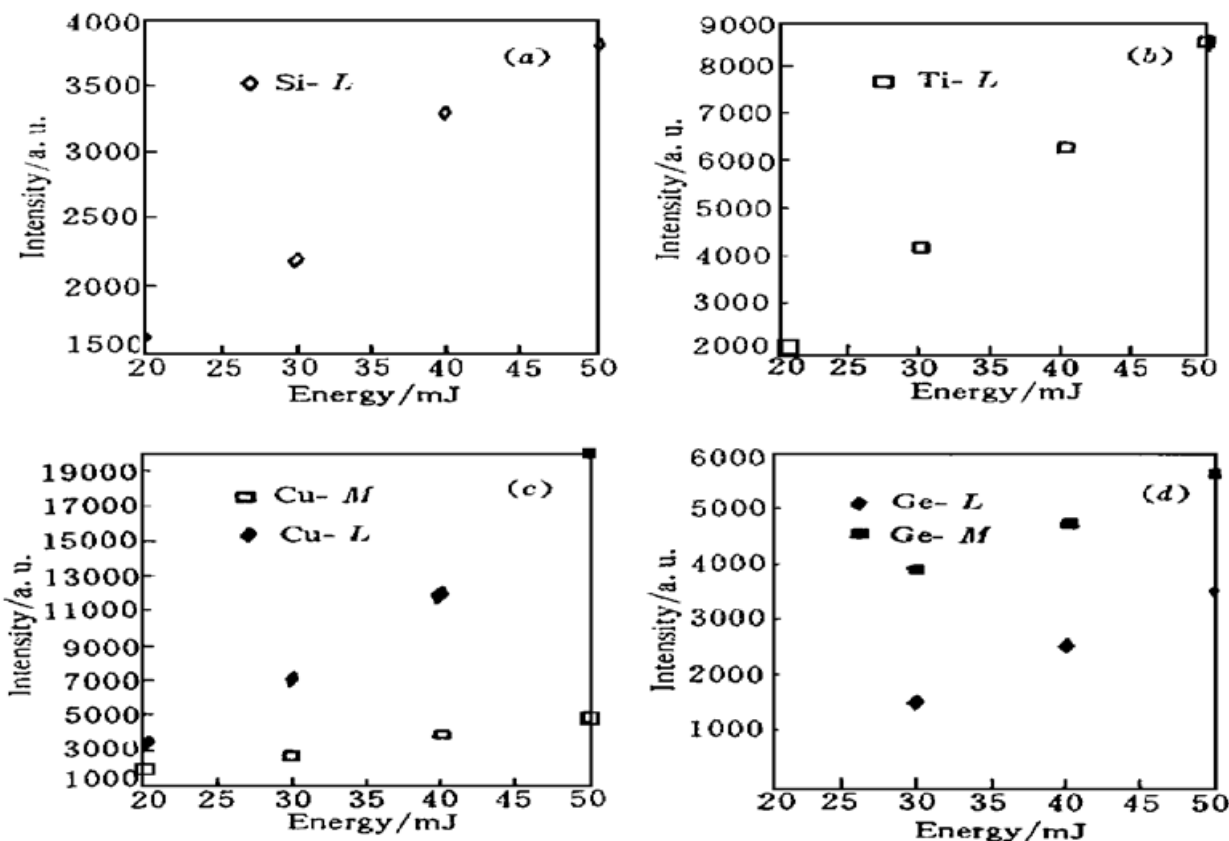 (a)
Si- L
Intensity/a. u.
4000
3500
3000
2500
2000
1500
20 25 30 35 40 45 50
Energy/mJ
(b)
Ti- L
Intensity/a. u.
9000
8000
7000
6000
5000
4000
3000
2000
20 25 30 35 40 45 50
Energy/mJ
(c)
Cu- M
Cu- L
Intensity/a. u.
19000
17000
15000
13000
11000
9000
7000
5000
3000
1000
20 25 30 35 40 45 50
Energy/mJ
(d)
Ge- L
Ge- M
Intensity/a. u.
6000
5000
4000
3000
2000
1000
20 25 30 35 40 45 50
Energy/mJ